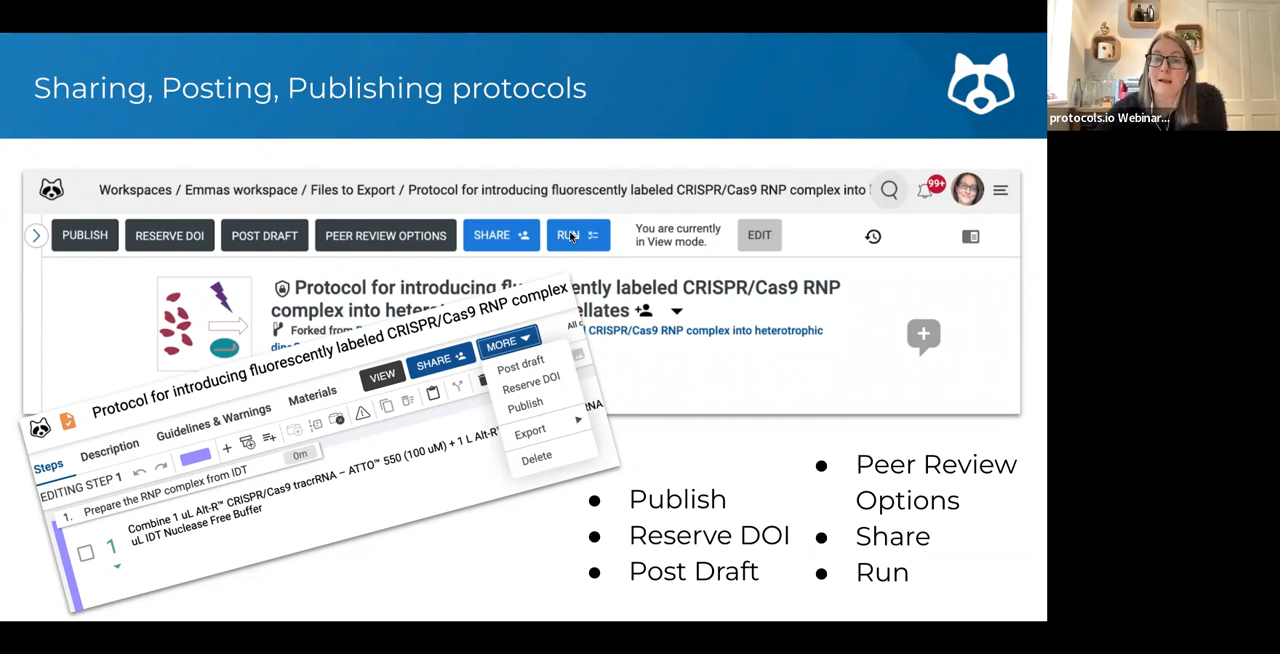 Sharing, Posting, Publishing protocols
protocols.io Webinar...
Workspaces / Emmas workspace / Files to Export / Protocol for introducing fluorescently labeled CRISPR/Cas9 RNP complex into
99+
PUBLISH
RESERVE DOI
POST DRAFT
PEER REVIEW OPTIONS
SHARE
RUN
You are currently
in View mode.
EDIT
Protocol for introducing ently labeled CRISPR/Cas9 RNP
complex into
Forked from
CRISPR/Cas9 RNP complex into heterotrophic
Protocol for introducing fluorescently labeled CRISPR/Cas9 RNP complex
VIEW
SHARE
MORE
Post draft
Reserve DOI
Publish
Export
Delete
Steps
Description
Guidelines & Warnings
Materials
EDITING STEP 1
0m
1. Prepare the RNP complex from IDT
1
Combine 1 uL Alt-R™ CRISPR/Cas9 tracrRNA – ATTO™ 550 (100 uM) + 1 L Alt-R
uL IDT Nuclease Free Buffer
● Publish
● Reserve DOI
● Post Draft
● Peer Review
Options
● Share
● Run